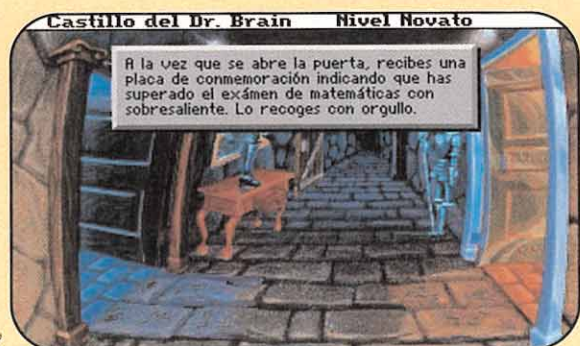 Castillo del Dr. Brain Nivel Novato
A la vez que se abre la puerta, recibes una
placa de conmemoración indicando que has
superado el exámen de matemáticas con
sobresaliente. Lo recoges con orgullo.